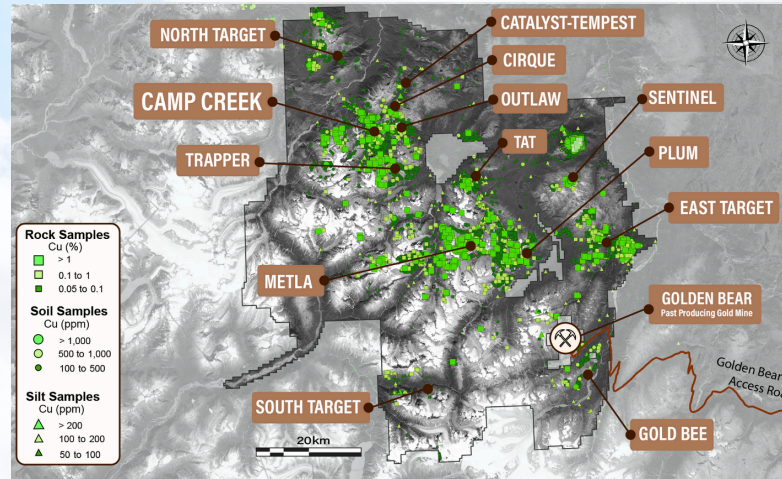 NORTH TARGET
CATALYST-TEMPEST
CIRQUE
CAMP CREEK
OUTLAW
SENTINEL
TRAPPER
TAT
PLUM
EAST TARGET
METLA
GOLDEN BEAR
Past Producing Gold Mine
Golden Bear
Access Roa
SOUTH TARGET
GOLD BEE
20km
Rock Samples
Cu (%)
> 1
0.1 to 1
0.05 to 0.1
Soil Samples
Cu (ppm)
> 1,000
500 to 1,000
100 to 500
Silt Samples
Cu (ppm)
> 200
100 to 200
50 to 100